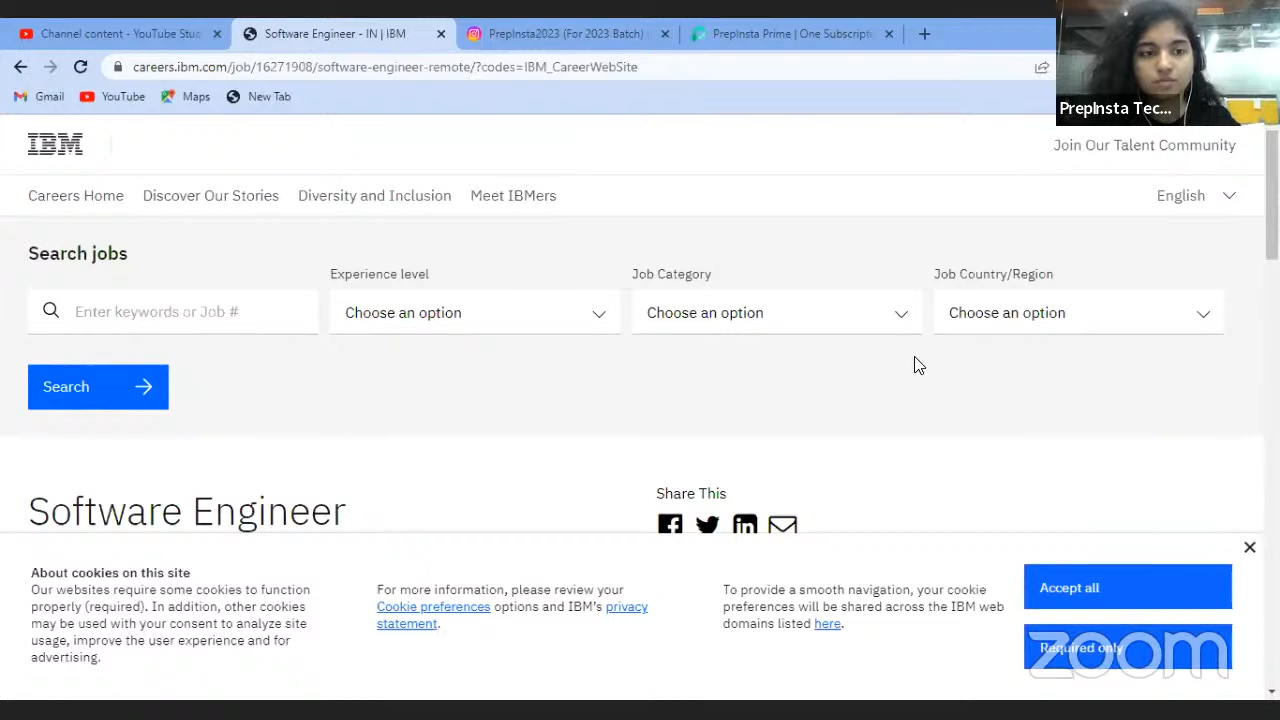 Channel content - YouTube Stu
Software Engineer - IN | IBM
PrepInsta2023 (For 2023 Batch)
PrepInsta Prime | One Subscripti
careers.ibm.com/job/16271908/software-engineer-remote/?codes=IBM_CareerWebSite
Gmail
YouTube
Maps
New Tab
PrepInsta Tec...
IBM
Join Our Talent Community
Careers Home
Discover Our Stories
Diversity and Inclusion
Meet IBMers
English
Search jobs
Experience level
Job Category
Job Country/Region
Enter keywords or Job #
Choose an option
Choose an option
Choose an option
Search
Software Engineer
Share This
About cookies on this site
Our websites require some cookies to function
properly (required). In addition, other cookies
may be used with your consent to analyze site
usage, improve the user experience and for
advertising.
For more information, please review your
Cookie preferences options and IBM's privacy
statement.
To provide a smooth navigation, your cookie
preferences will be shared across the IBM web
domains listed here.
Accept all
Required only
zoom